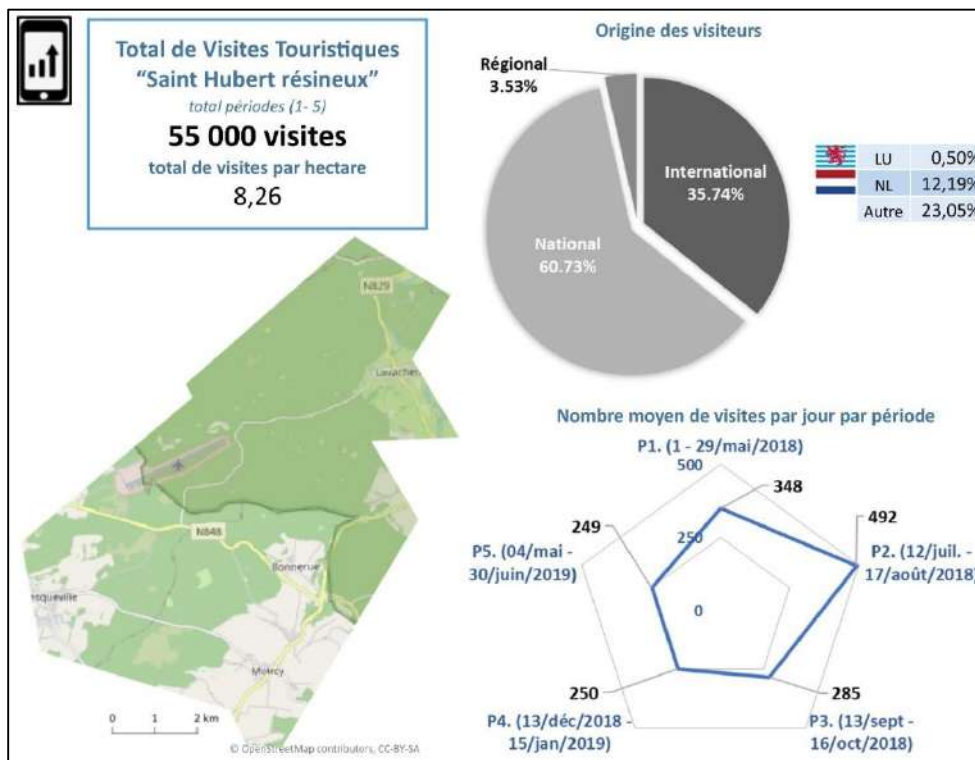 Total de Visites Touristiques
“Saint Hubert résineux”
total périodes (1- 5)
55 000 visites
total de visites par hectare
8,26
Origine des visiteurs
Régional
3.53%
International
35.74%
National
60.73%
LU 0,50%
NL 12,19%
Autre 23,05%
N829
N848
Bonnerue
Moircy
0 1 2 km
© OpenStreetMap contributors, CC-BY-SA
Nombre moyen de visites par jour par période
P1. (1 - 29/mai/2018)
500
348
492
249
250
P5. (04/mai -
30/juin/2019)
P2. (12/juil. -
17/août/2018)
0
250
285
P4. (13/déc/2018 -
15/jan/2019)
P3. (13/sept -
16/oct/2018)